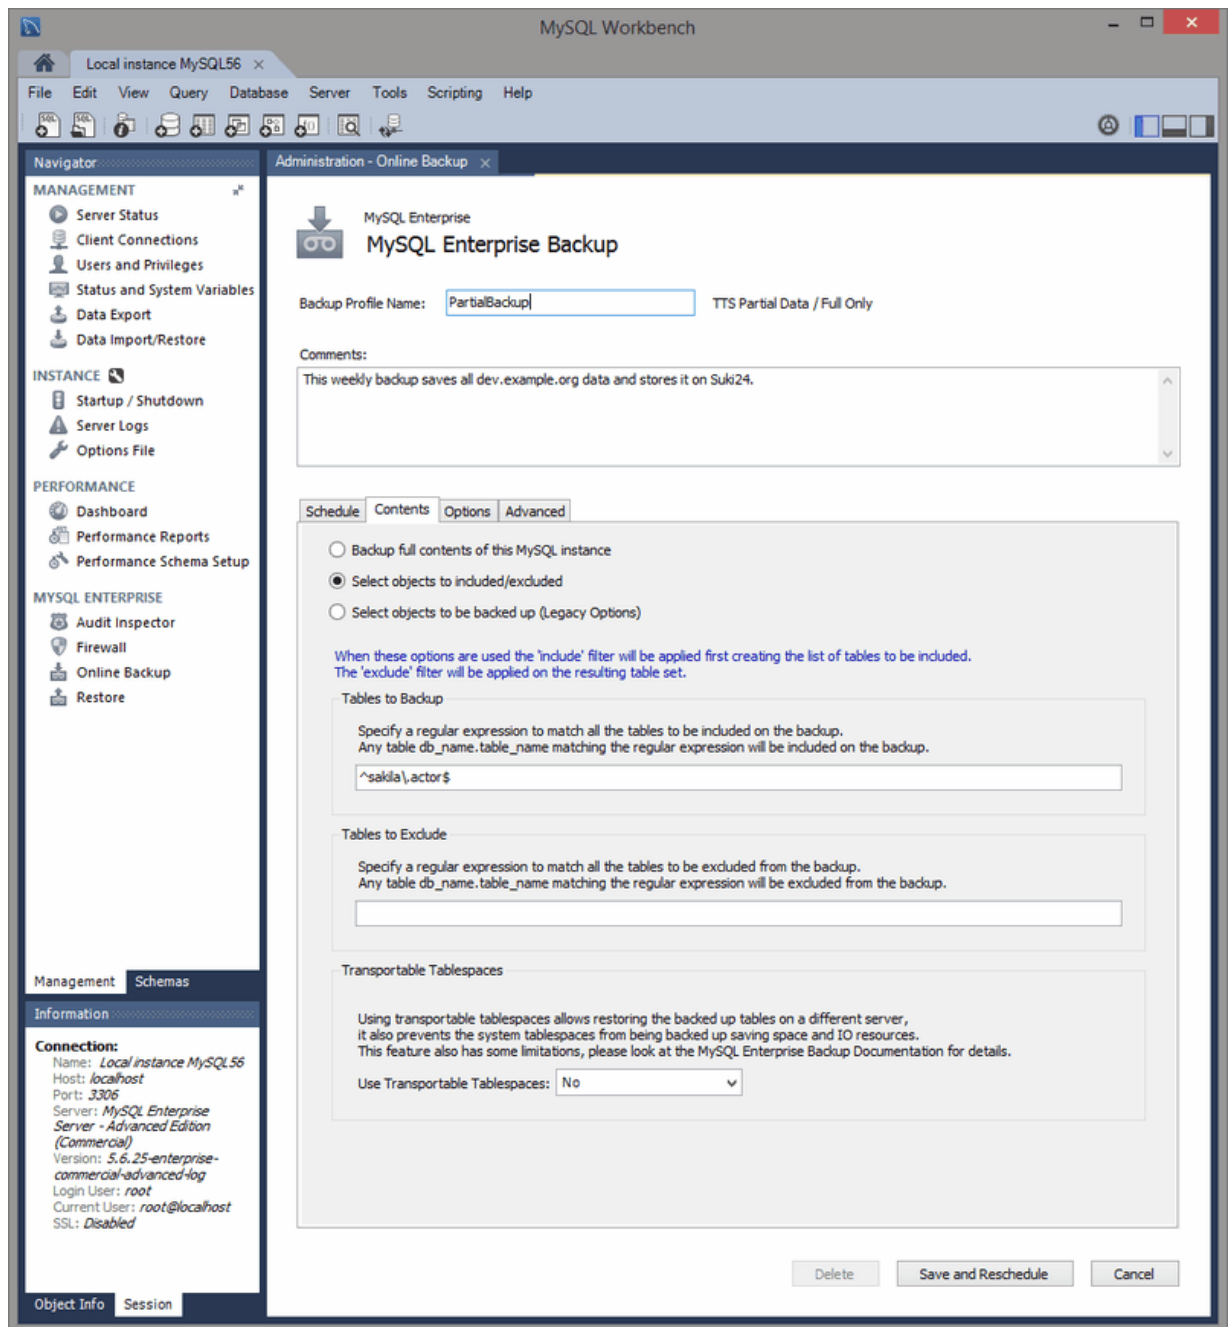 MySQL Workbench
Local instance MySQL56
File Edit View Query Database Server Tools Scripting Help
Navigator
MANAGEMENT
Server Status
Client Connections
Users and Privileges
Status and System Variables
Data Export
Data Import/Restore
INSTANCE
Startup / Shutdown
Server Logs
Options File
PERFORMANCE
Dashboard
Performance Reports
Performance Schema Setup
MYSQL ENTERPRISE
Audit Inspector
Firewall
Online Backup
Restore
Management Schemas
Information
Connection:
Name: Local instance MySQL56
Host: localhost
Port: 3306
Server: MySQL Enterprise
Server - Advanced Edition
(Commercial)
Version: 5.6.25-enterprise-
commercial-advanced-log
Login User: root
Current User: root@localhost
SSL: Disabled
Object Info Session
Administration - Online Backup
MySQL Enterprise
MySQL Enterprise Backup
Backup Profile Name: PartialBackup TTS Partial Data / Full Only
Comments:
This weekly backup saves all dev.example.org data and stores it on Suki24.
Schedule Contents Options Advanced
Backup full contents of this MySQL instance
Select objects to included/excluded
Select objects to be backed up (Legacy Options)
When these options are used the 'include' filter will be applied first creating the list of tables to be included.
The 'exclude' filter will be applied on the resulting table set.
Tables to Backup
Specify a regular expression to match all the tables to be included on the backup.
Any table db_name.table_name matching the regular expression will be included on the backup.
^sakila\.actor$
Tables to Exclude
Specify a regular expression to match all the tables to be excluded from the backup.
Any table db_name.table_name matching the regular expression will be excluded from the backup.
Transportable Tablespaces
Using transportable tablespaces allows restoring the backed up tables on a different server,
it also prevents the system tablespaces from being backed up saving space and IO resources.
This feature also has some limitations, please look at the MySQL Enterprise Backup Documentation for details.
Use Transportable Tablespaces: No
Delete Save and Reschedule Cancel